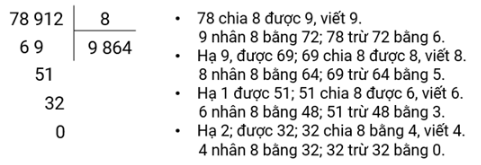 78 912 8
6 9 9 864
51
32
0
• 78 chia 8 được 9, viết 9.
9 nhân 8 bằng 72; 78 trừ 72 bằng 6.
• Hạ 9, được 69; 69 chia 8 được 8, viết 8.
8 nhân 8 bằng 64; 69 trừ 64 bằng 5.
• Hạ 1 được 51; 51 chia 8 được 6, viết 6.
6 nhân 8 bằng 48; 51 trừ 48 bằng 3.
• Hạ 2; được 32; 32 chia 8 bằng 4, viết 4.
4 nhân 8 bằng 32; 32 trừ 32 bằng 0.